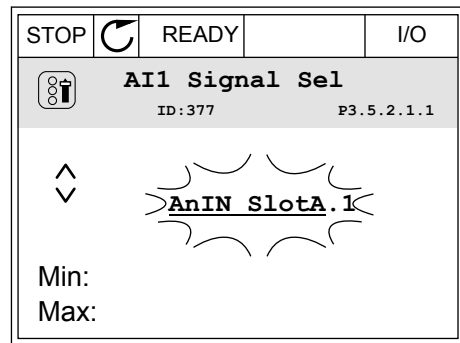 STOP READY I/O
AI1 Signal Sel
ID:377 P3.5.2.1.1
AnIN SlotA.1
Min:
Max: